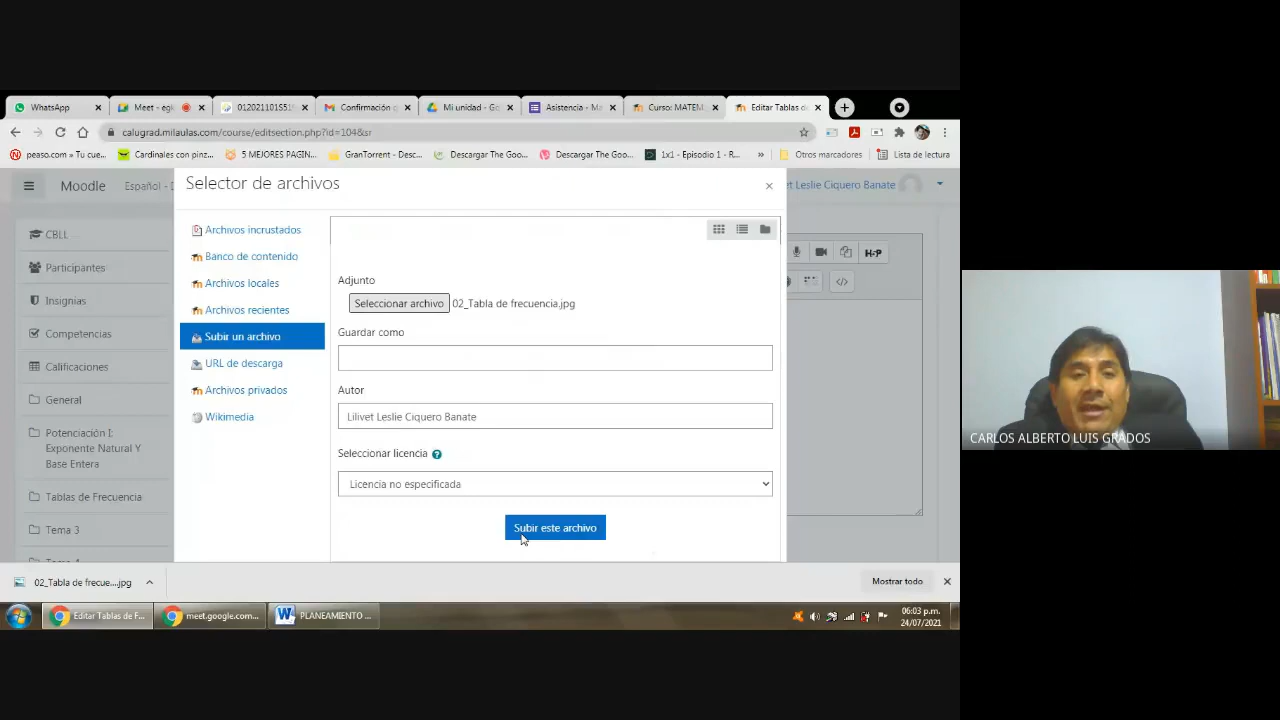 WhatsApp
Meet - egk
012021101S51
Confirmación p
Mi unidad - Go
Asistencia - Ma
Curso: MATEM
Editar Tablas de
calugrad.milaulas.com/course/editsection.php?id=104&sr
peaso.com » Tu cue...
Cardinales con pinz...
5 MEJORES PAGIN...
GranTorrent - Desc...
Descargar The Goo...
Descargar The Goo...
1x1 - Episodio 1 - R...
»
Otros marcadores
Lista de lectura
Moodle
Español -
Selector de archivos
×
et Leslie Ciquero Banate
CBLL
Participantes
Insignias
Competencias
Calificaciones
General
Potenciación I:
Exponente Natural Y
Base Entera
Tablas de Frecuencia
Tema 3
Archivos incrustados
Banco de contenido
Archivos locales
Archivos recientes
Subir un archivo
URL de descarga
Archivos privados
Wikimedia
Adjunto
Seleccionar archivo 02_Tabla de frecuencia.jpg
Guardar como
Autor
Lilivet Leslie Ciquero Banate
Seleccionar licencia
Licencia no especificada
Subir este archivo
H-P
</>
CARLOS ALBERTO LUIS GRADOS
02_Tabla de frecue....jpg
Mostrar todo
Editar Tablas de F...
meet.google.com...
PLANEAMIENTO ...
06:03 p.m.
24/07/2021